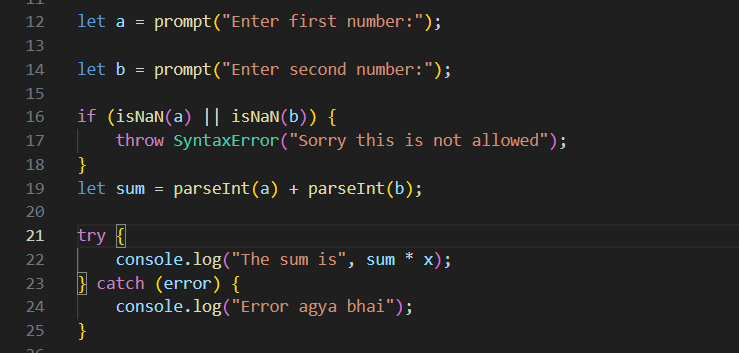 12 let a = prompt("Enter first number:");
13
14 let b = prompt("Enter second number:");
15
16 if (isNaN(a) || isNaN(b)) {
17     throw SyntaxError("Sorry this is not allowed");
18 }
19 let sum = parseInt(a) + parseInt(b);
20
21 try {
22     console.log("The sum is", sum * x);
23 } catch (error) {
24     console.log("Error agya bhai");
25 }